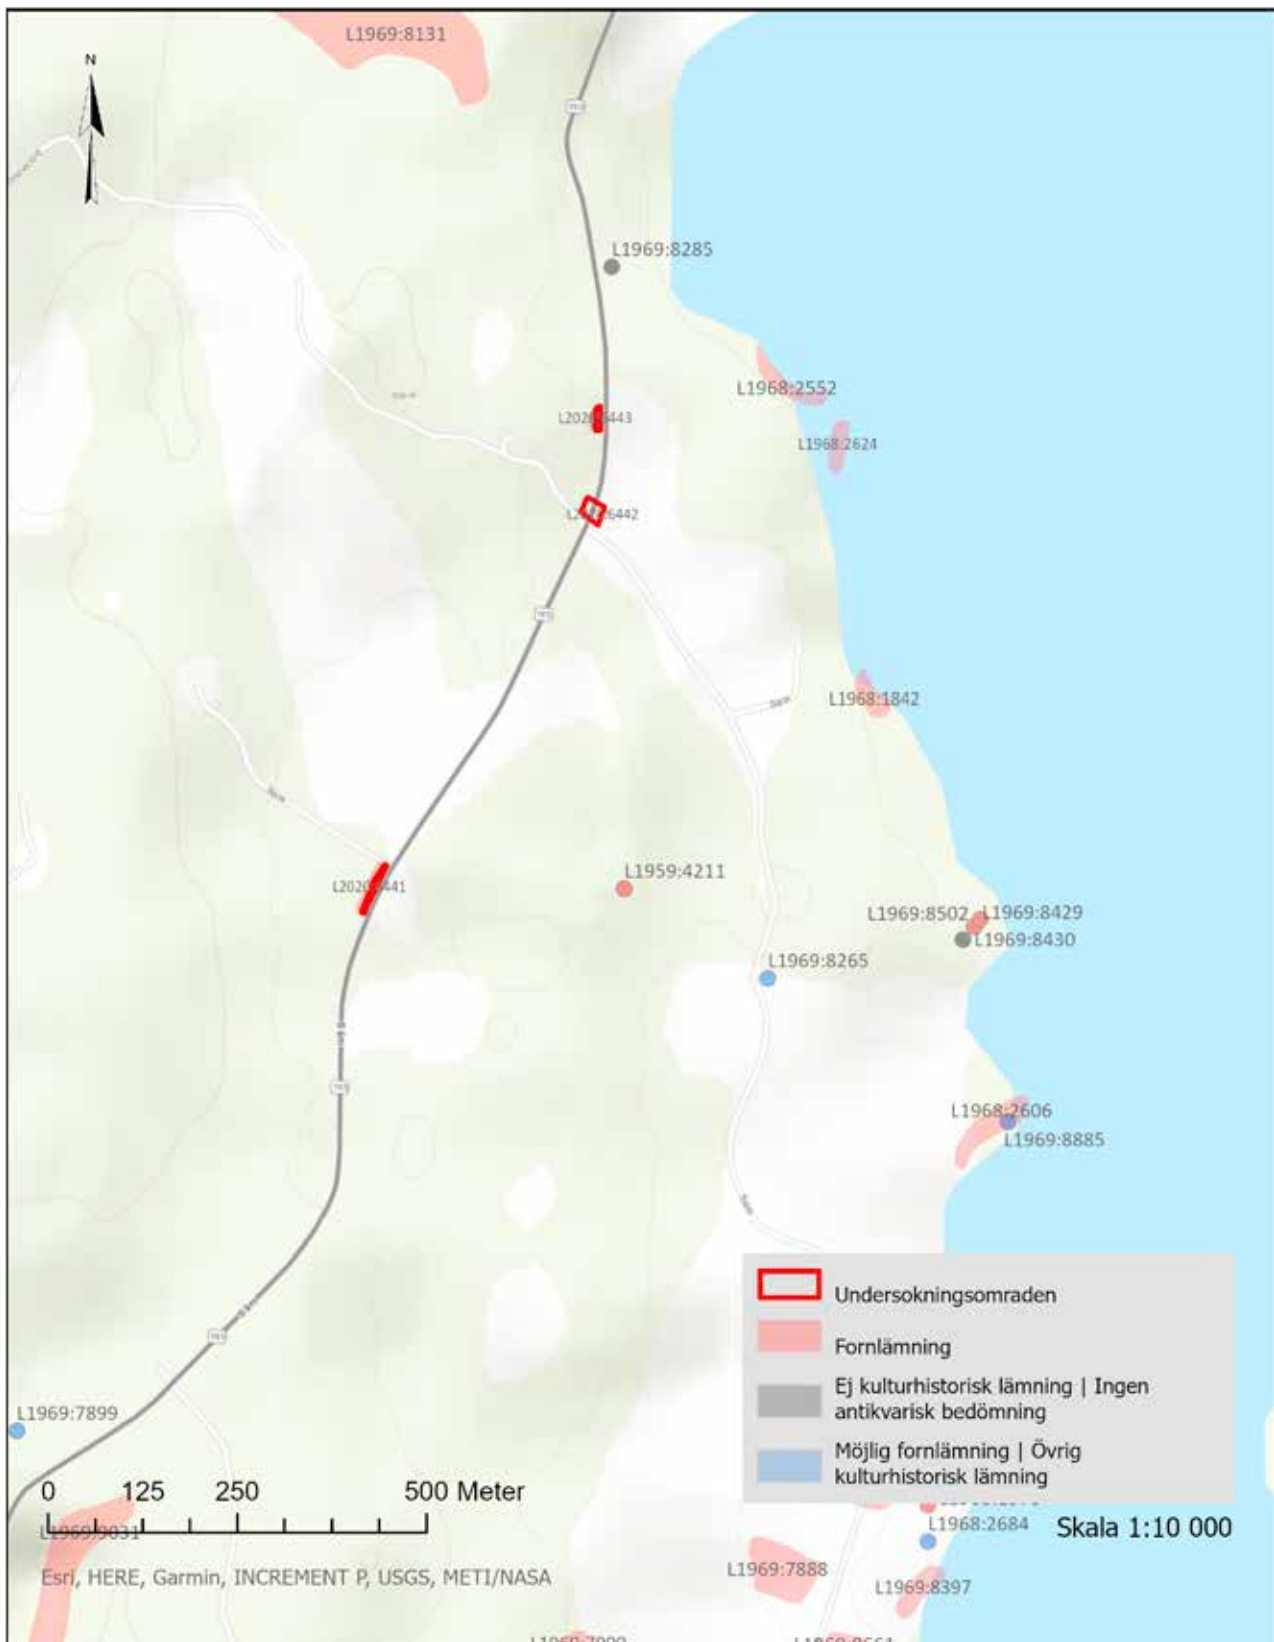 L1969:8131
N
L1969:8285
L1968:2552
L1968:2624
L1968:1842
L1959:4211
L1969:8502
L1969:8429
L1969:8430
L1969:8265
L1968:2606
L1969:8885
Undersokningsområden
Fornlämning
Ej kulturhistorisk lämning | Ingen
antikvarisk bedömning
Möjlig fornlämning | Övrig
kulturhistorisk lämning
L1969:7899
0 125 250 500 Meter
L1969:9031
L1968:2684
Skala 1:10 000
Esri, HERE, Garmin, INCREMENT P, USGS, METI/NASA
L1969:7888
L1969:8397